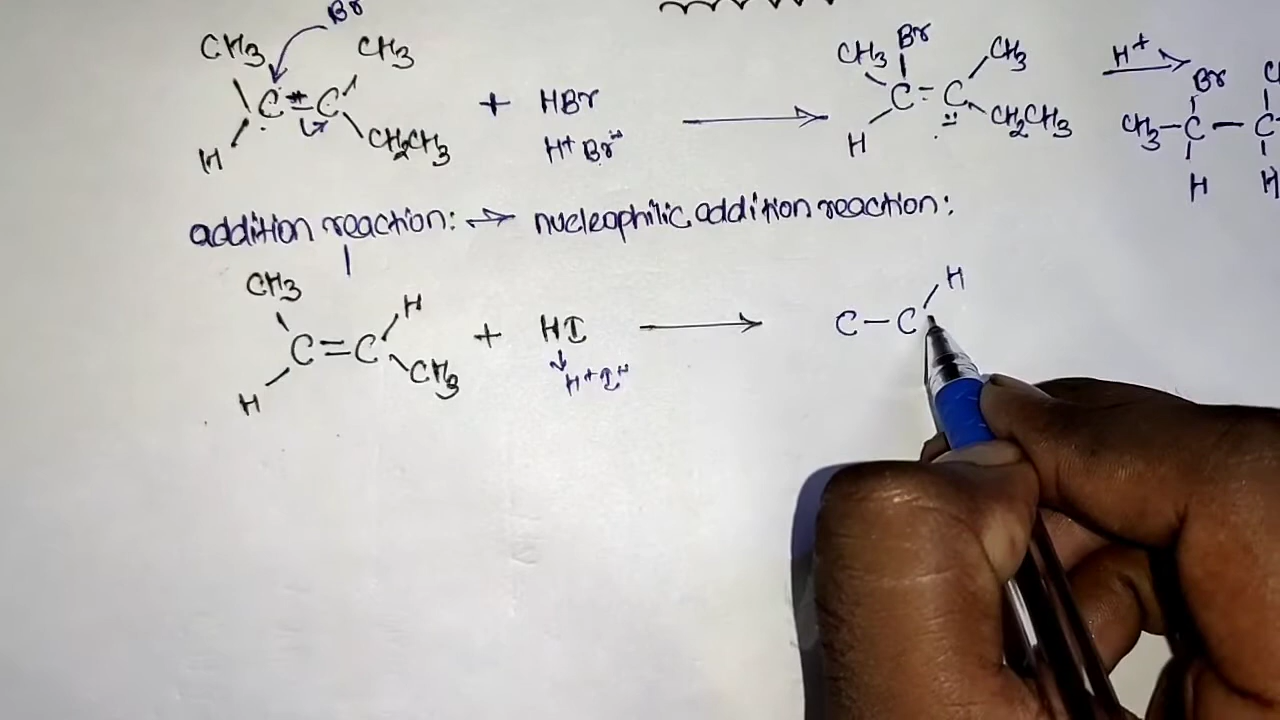 Br
CH3 CH3 Br CH3 CH3 H+
C = C + HBr C = C Br
H CH2CH3 H+ Br- H CH2CH3 CH3 - C - C
H H
addition reaction: → nucleophilic addition reaction:
CH3 H H
C = C + HI C - C
H CH3 H+ I-